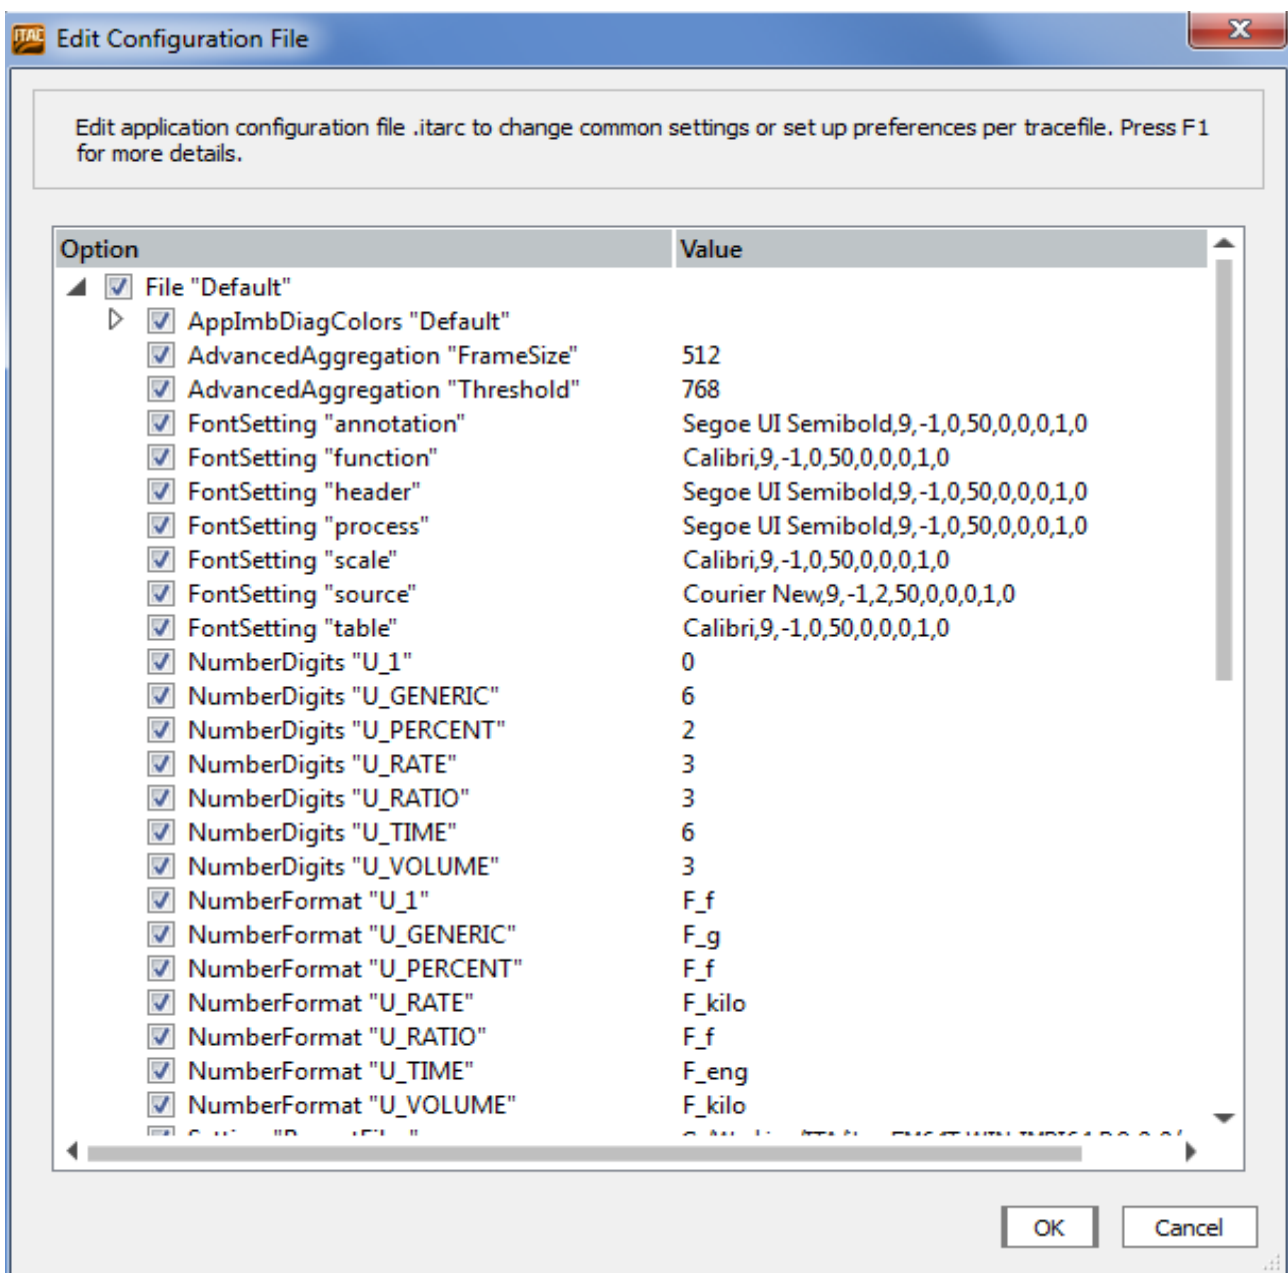 ITAC Edit Configuration File
Edit application configuration file .itarc to change common settings or set up preferences per tracefile. Press F1
for more details.
Option Value
File "Default"
AppImbDiagColors "Default"
AdvancedAggregation "FrameSize" 512
AdvancedAggregation "Threshold" 768
FontSetting "annotation" Segoe UI Semibold,9,-1,0,50,0,0,0,1,0
FontSetting "function" Calibri,9,-1,0,50,0,0,0,1,0
FontSetting "header" Segoe UI Semibold,9,-1,0,50,0,0,0,1,0
FontSetting "process" Segoe UI Semibold,9,-1,0,50,0,0,0,1,0
FontSetting "scale" Calibri,9,-1,0,50,0,0,0,1,0
FontSetting "source" Courier New,9,-1,2,50,0,0,0,1,0
FontSetting "table" Calibri,9,-1,0,50,0,0,0,1,0
NumberDigits "U_1" 0
NumberDigits "U_GENERIC" 6
NumberDigits "U_PERCENT" 2
NumberDigits "U_RATE" 3
NumberDigits "U_RATIO" 3
NumberDigits "U_TIME" 6
NumberDigits "U_VOLUME" 3
NumberFormat "U_1" F_f
NumberFormat "U_GENERIC" F_g
NumberFormat "U_PERCENT" F_f
NumberFormat "U_RATE" F_kilo
NumberFormat "U_RATIO" F_f
NumberFormat "U_TIME" F_eng
NumberFormat "U_VOLUME" F_kilo
OK Cancel